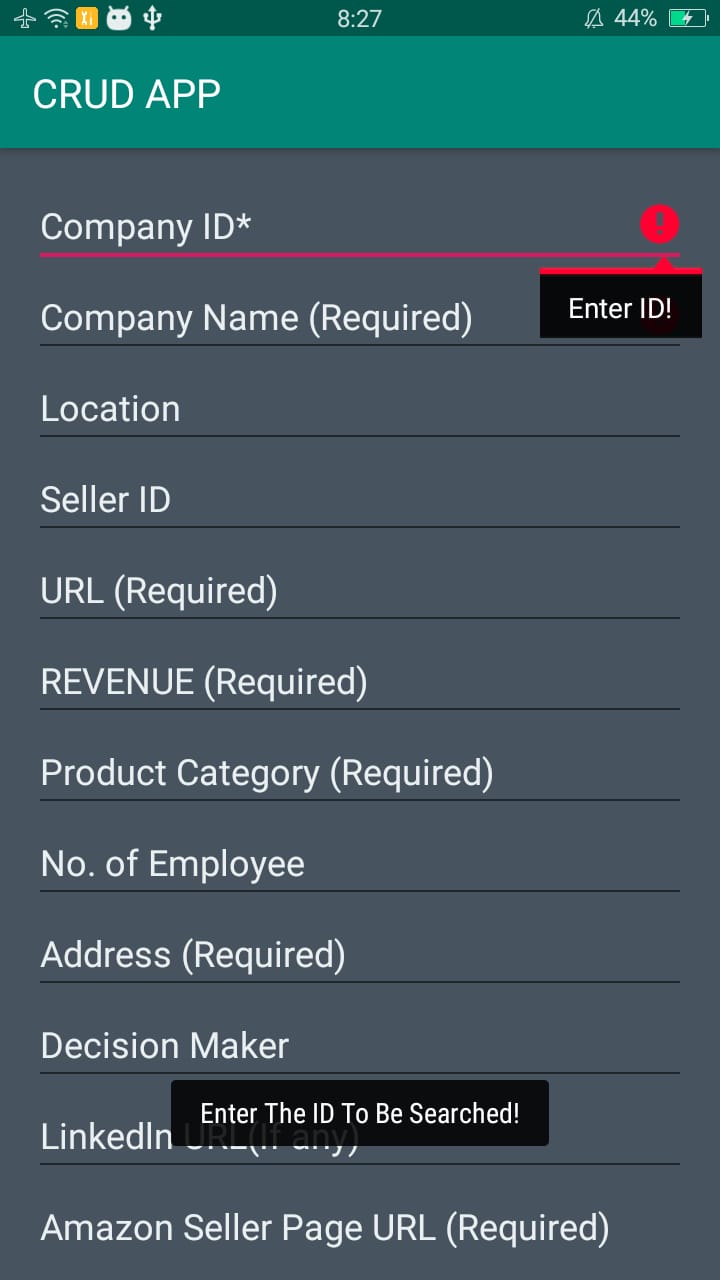 8:27
44%
CRUD APP
Company ID*
Enter ID!
Company Name (Required)
Location
Seller ID
URL (Required)
REVENUE (Required)
Product Category (Required)
No. of Employee
Address (Required)
Decision Maker
Enter The ID To Be Searched!
LinkedIn URL(If any)
Amazon Seller Page URL (Required)